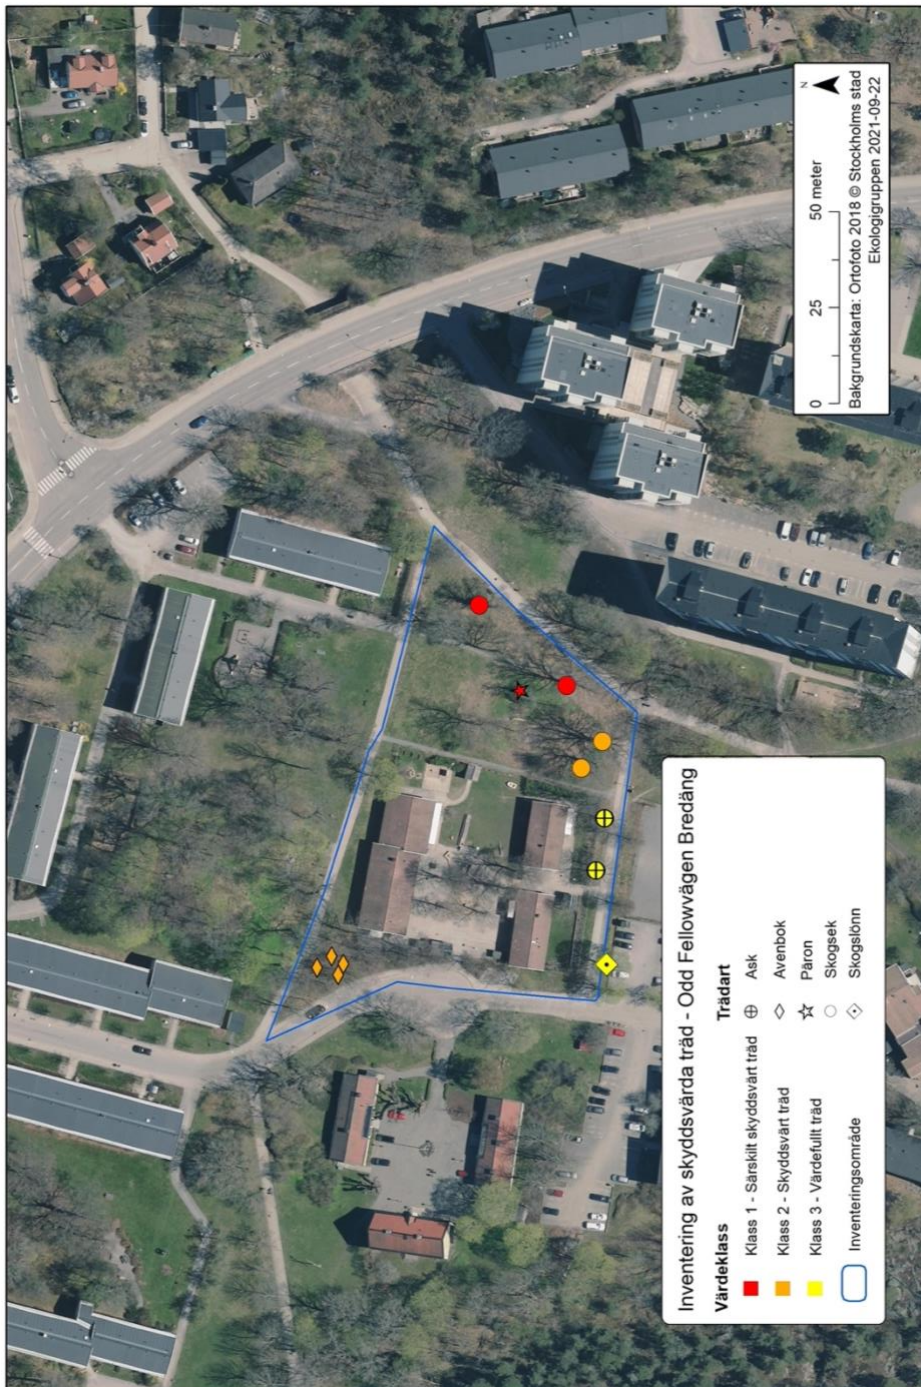 N
0 25 50 meter
Bakgrundskarta: Ortofoto 2018 © Stockholms stad
Ekologigruppen 2021-09-22
Inventering av skyddsvärda träd - Odd Fellowvägen Bredäng
Värdeklass
Klass 1 - Särskilt skyddsvärt träd
Klass 2 - Skyddsvärt träd
Klass 3 - Värdefullt träd
Inventeringsområde
Trädart
Ask
Avenbok
Päron
Skogsek
Skogslönn